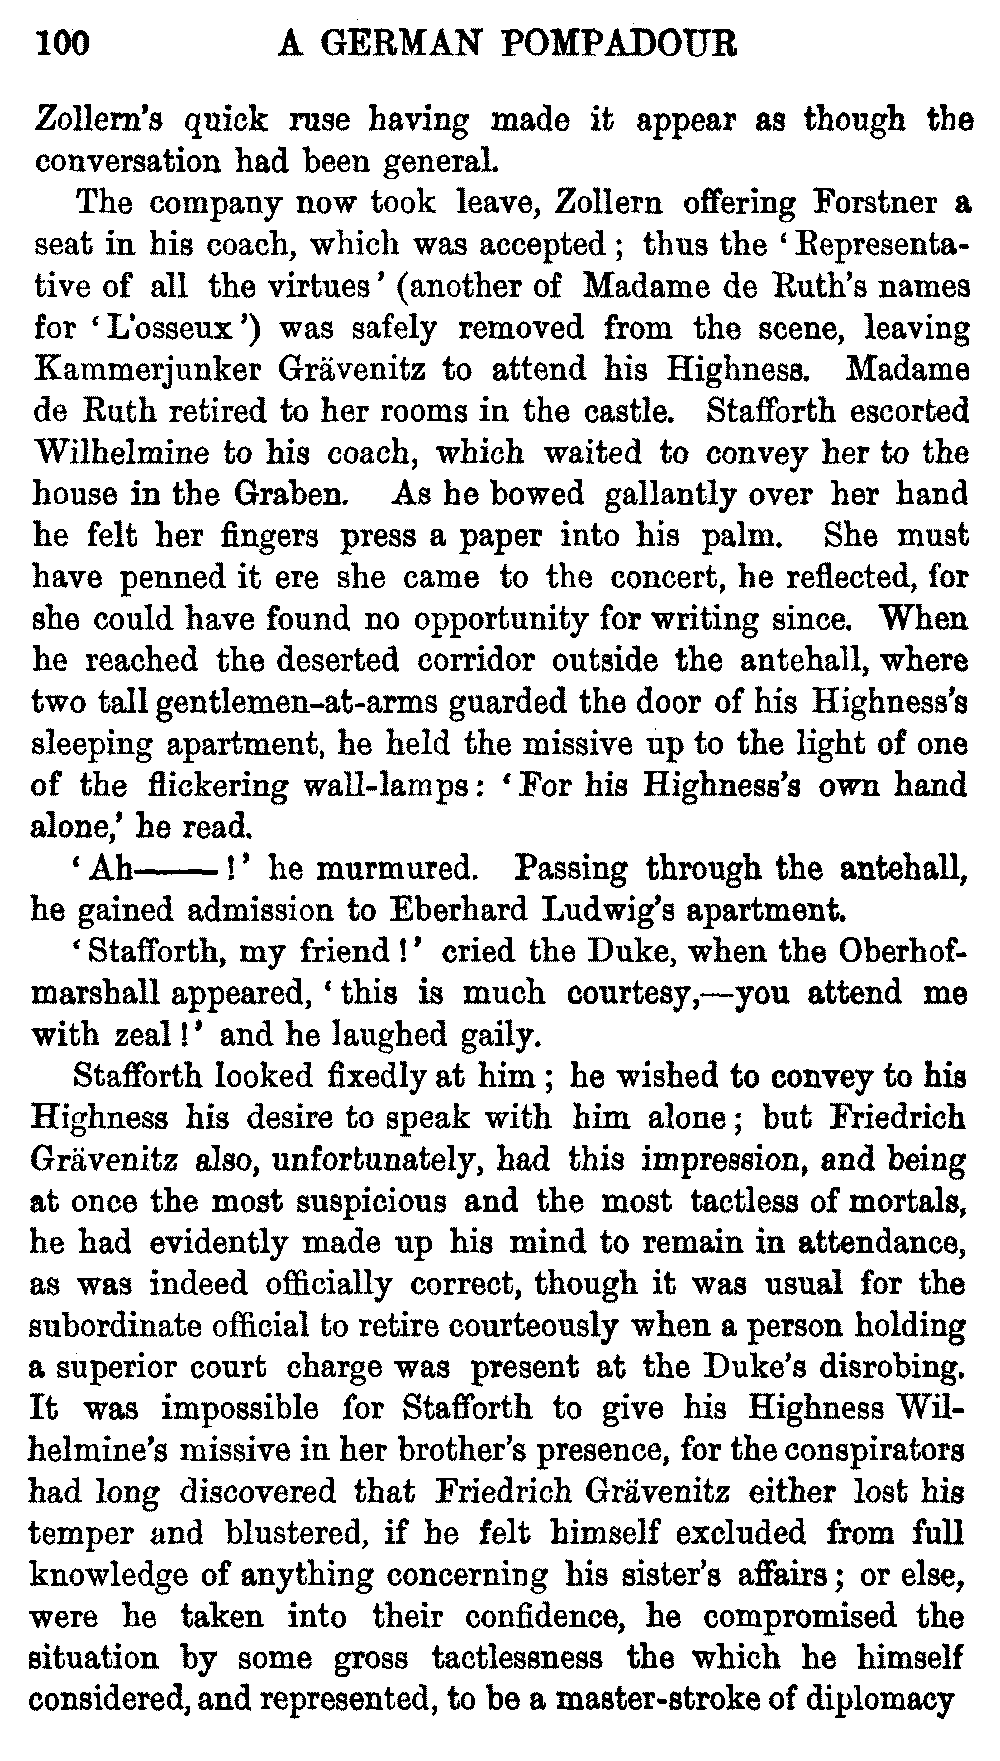 100 A GERMAN POMPADOUR
Zollern's quick ruse having made it appear as though the
conversation had been general.
The company now took leave, Zollern offering Forstner a
seat in his coach, which was accepted; thus the 'Representa-
tive of all the virtues' (another of Madame de Ruth's names
for 'L'osseux') was safely removed from the scene, leaving
Kammerjunker Grävenitz to attend his Highness. Madame
de Ruth retired to her rooms in the castle. Stafforth escorted
Wilhelmine to his coach, which waited to convey her to the
house in the Graben. As he bowed gallantly over her hand
he felt her fingers press a paper into his palm. She must
have penned it ere she came to the concert, he reflected, for
she could have found no opportunity for writing since. When
he reached the deserted corridor outside the antehall, where
two tall gentlemen-at-arms guarded the door of his Highness's
sleeping apartment, he held the missive up to the light of one
of the flickering wall-lamps: 'For his Highness's own hand
alone,' he read.
'Ah——!' he murmured. Passing through the antehall,
he gained admission to Eberhard Ludwig's apartment.
'Stafforth, my friend!' cried the Duke, when the Oberhof-
marshall appeared, 'this is much courtesy,—you attend me
with zeal!' and he laughed gaily.
Stafforth looked fixedly at him; he wished to convey to his
Highness his desire to speak with him alone; but Friedrich
Grävenitz also, unfortunately, had this impression, and being
at once the most suspicious and the most tactless of mortals,
he had evidently made up his mind to remain in attendance,
as was indeed officially correct, though it was usual for the
subordinate official to retire courteously when a person holding
a superior court charge was present at the Duke's disrobing.
It was impossible for Stafforth to give his Highness Wil-
helmine's missive in her brother's presence, for the conspirators
had long discovered that Friedrich Grävenitz either lost his
temper and blustered, if he felt himself excluded from full
knowledge of anything concerning his sister's affairs; or else,
were he taken into their confidence, he compromised the
situation by some gross tactlessness the which he himself
considered, and represented, to be a master-stroke of diplomacy